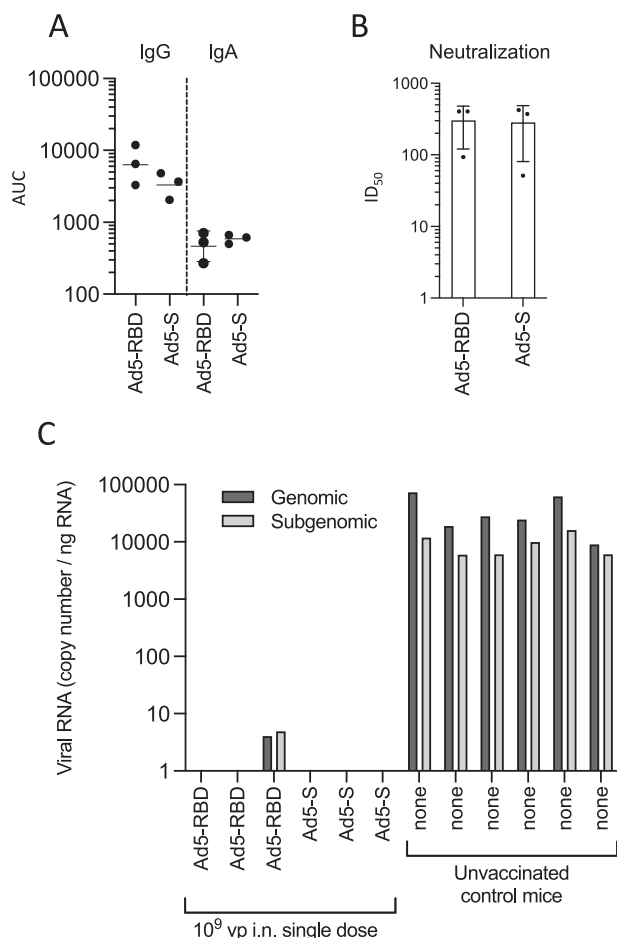 A
IgG
IgA
100000
10000
1000
100
AUC
Ad5-RBD
Ad5-S
Ad5-RBD
Ad5-S
B
Neutralization
1000
100
10
1
ID50
Ad5-RBD
Ad5-S
C
Viral RNA (copy number / ng RNA)
100000
10000
1000
100
10
1
Genomic
Subgenomic
Ad5-RBD
Ad5-RBD
Ad5-RBD
Ad5-S
Ad5-S
Ad5-S
none
none
none
none
none
none
10⁹ vp i.n. single dose
Unvaccinated
control mice